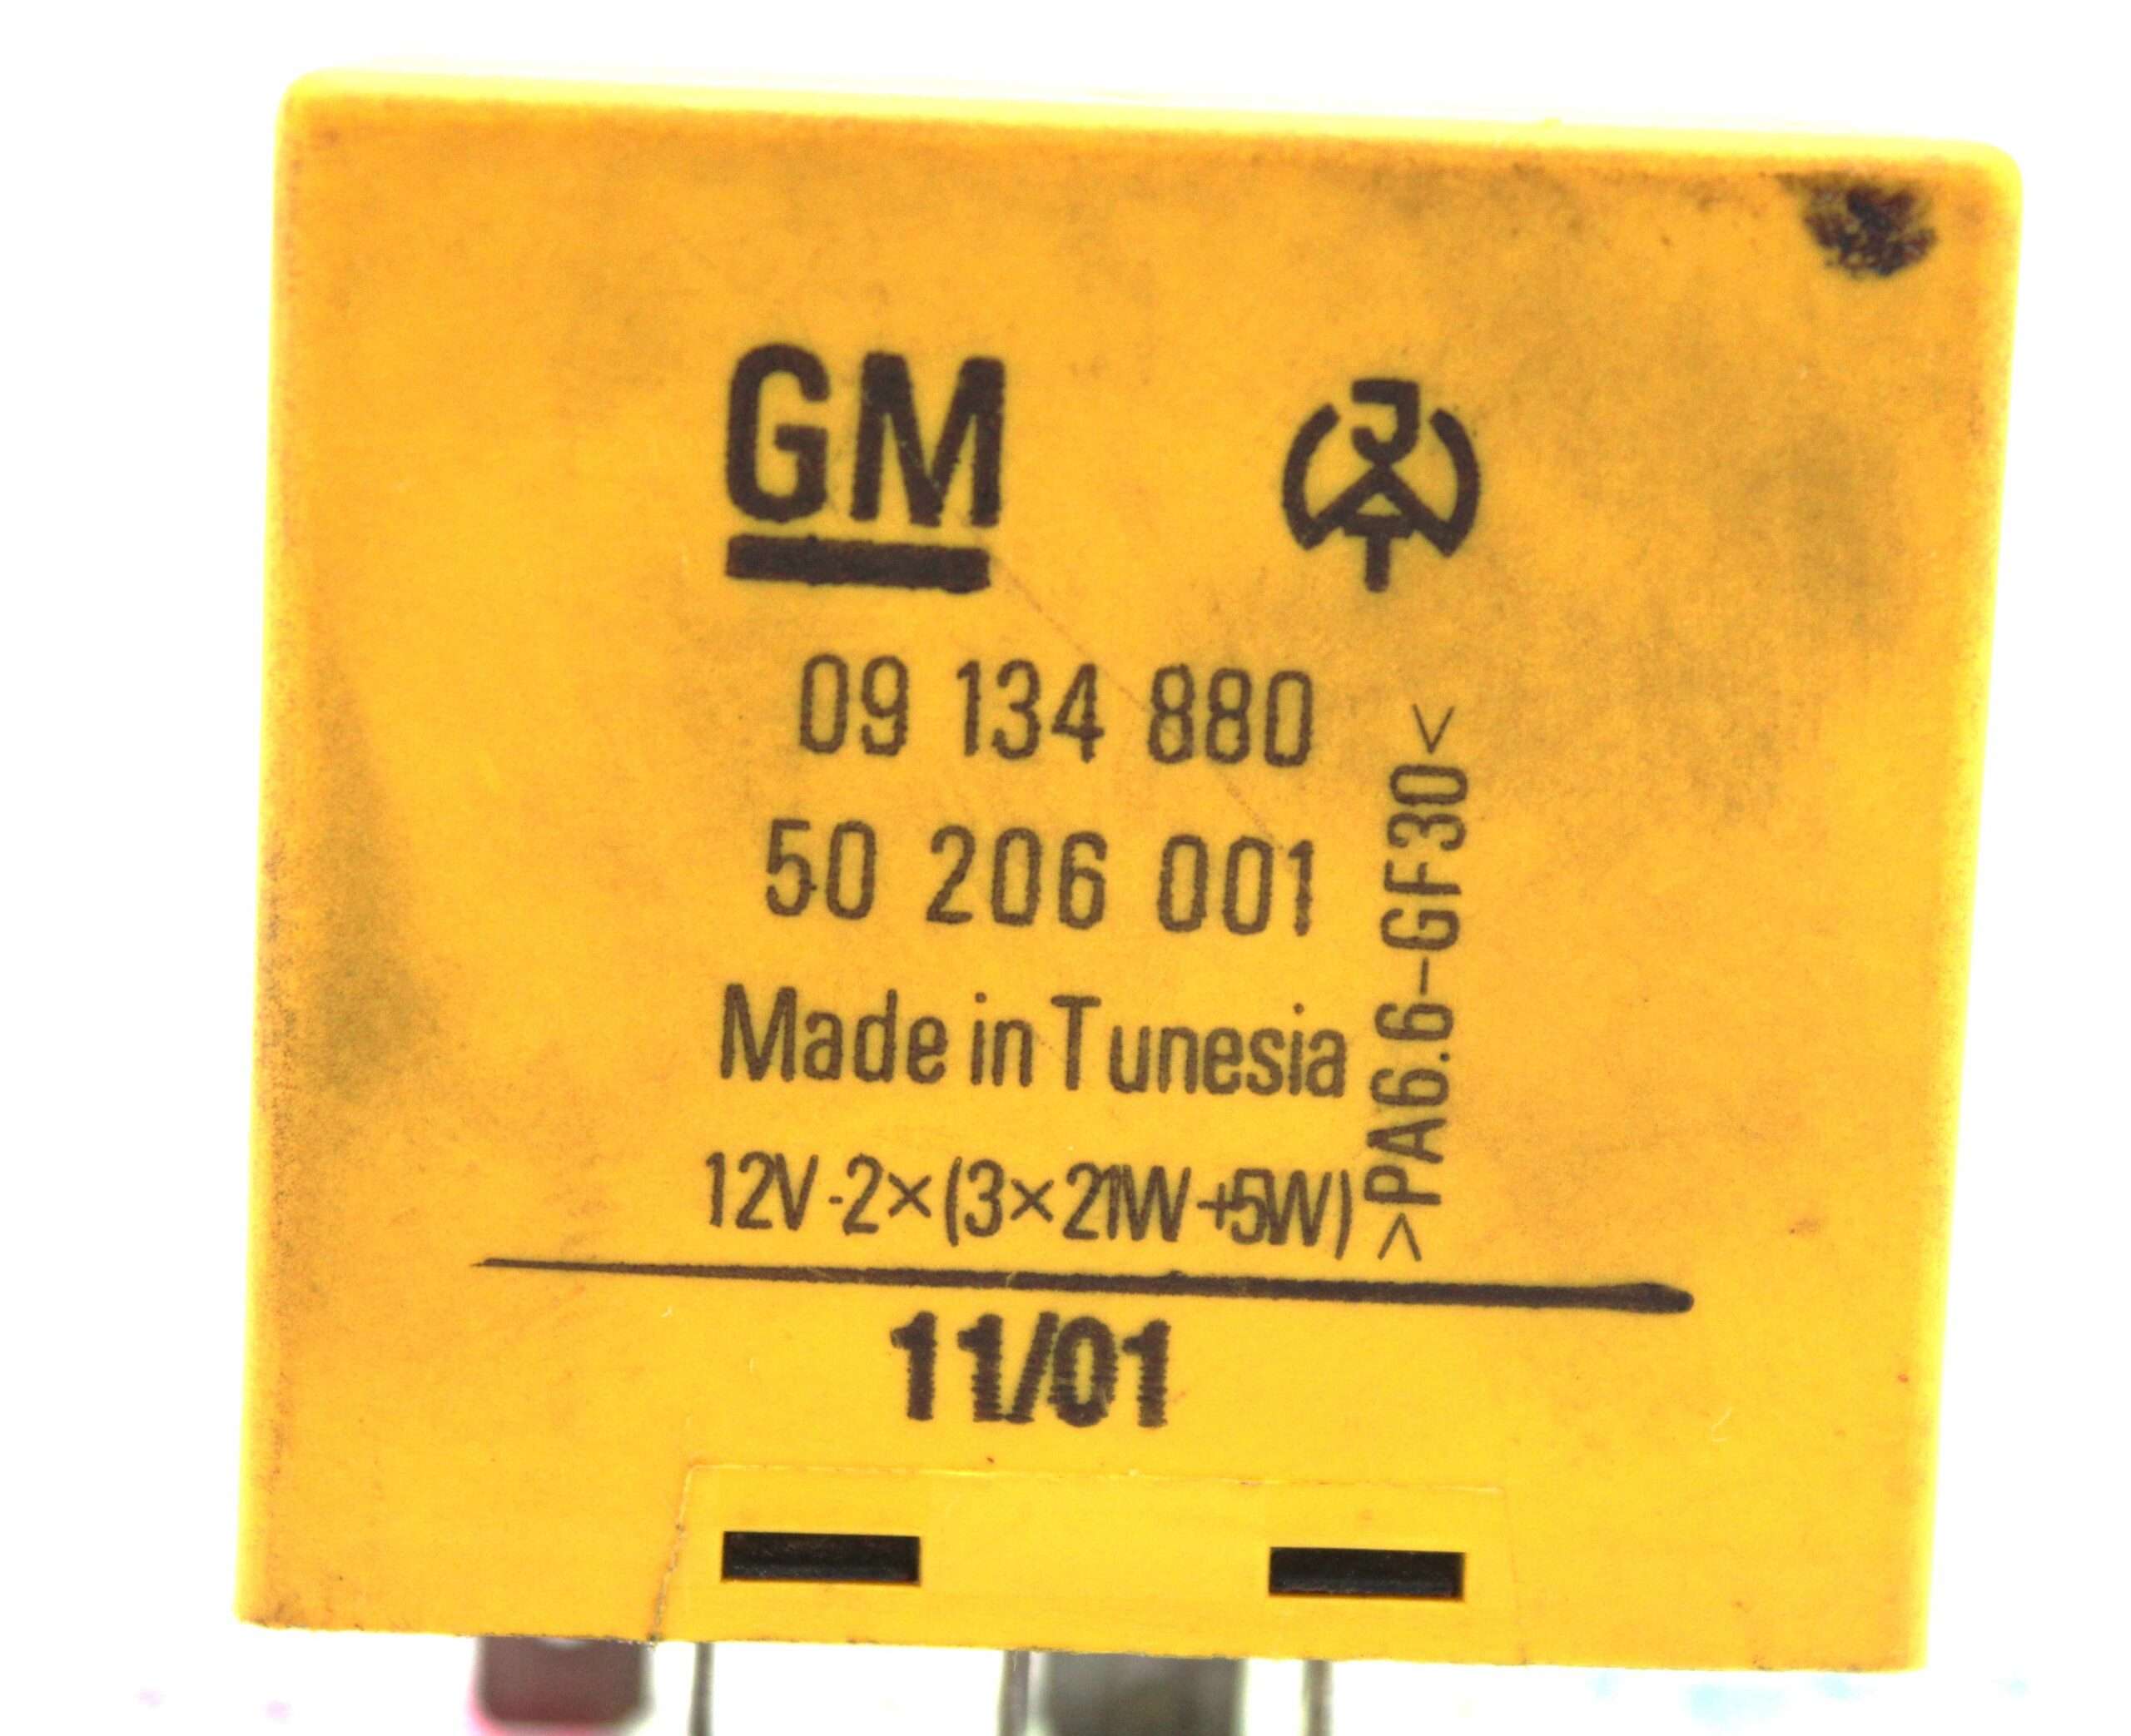 GM
09 134 880
50 206 001
Made in Tunesia
12V-2×(3×21W+5W)
>PA6.6-GF30<
11/01